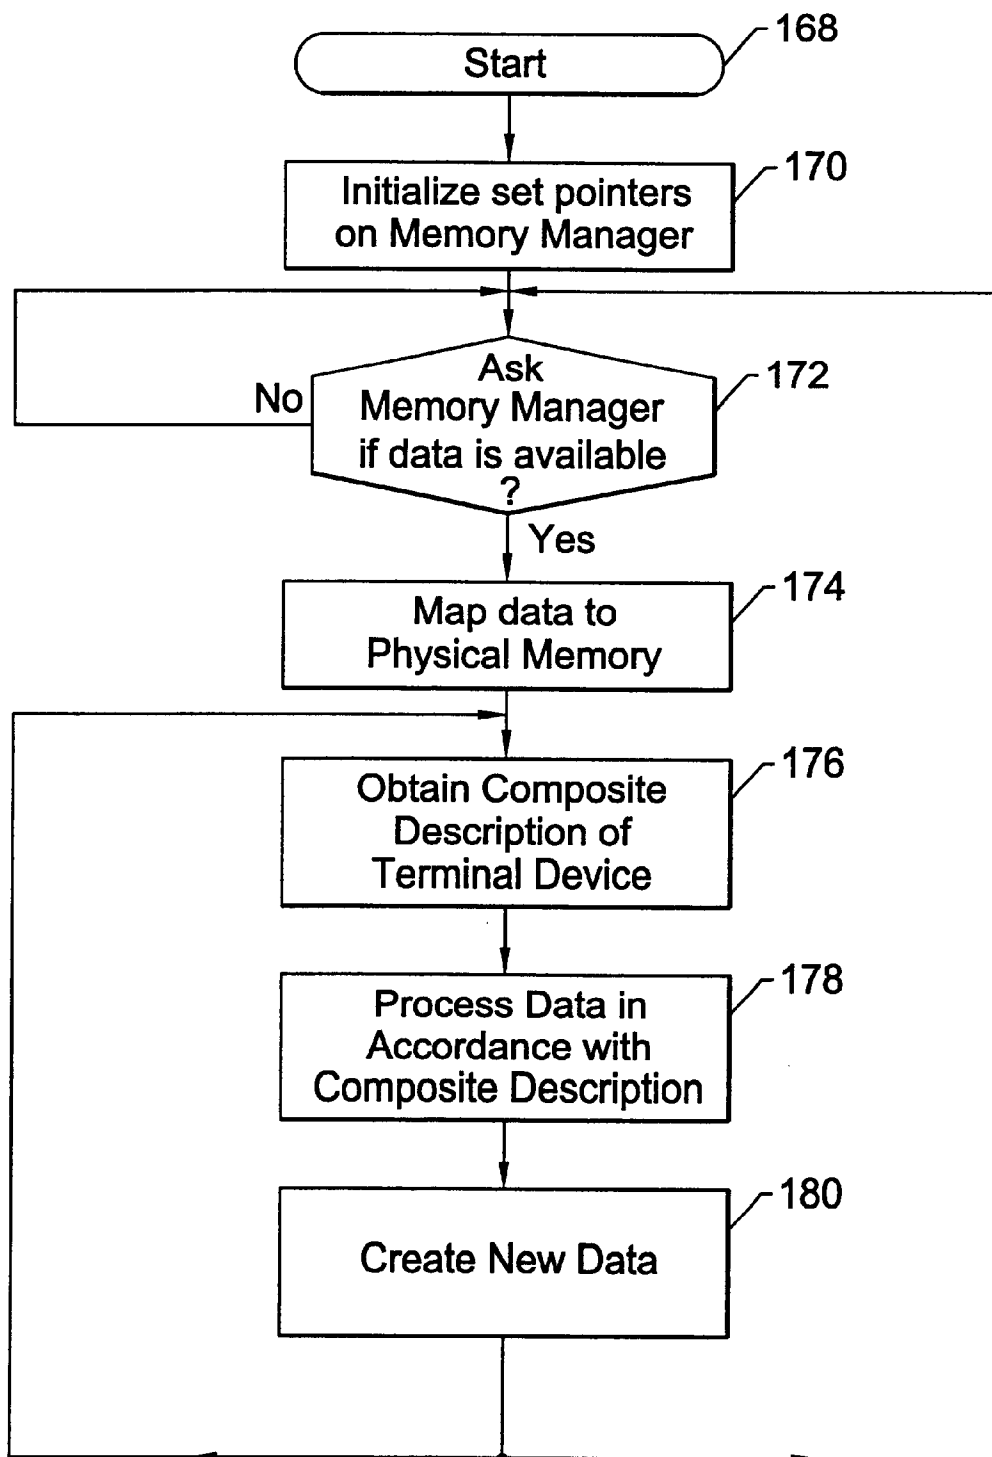 168
Start
170
Initialize set pointers
on Memory Manager
172
Ask
Memory Manager
if data is available
?
No
Yes
174
Map data to
Physical Memory
176
Obtain Composite
Description of
Terminal Device
178
Process Data in
Accordance with
Composite Description
180
Create New Data